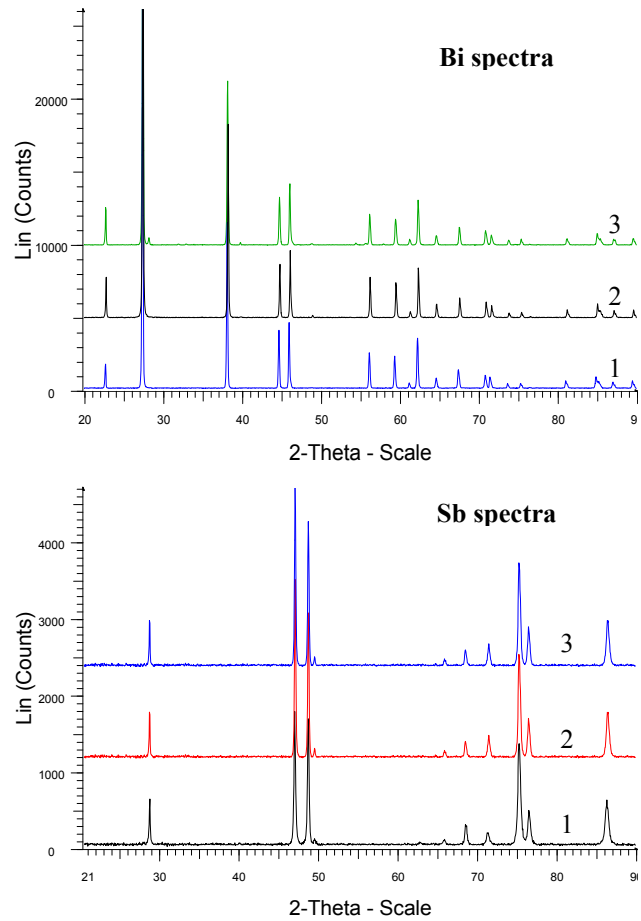 Bi spectra
Lin (Counts)
20000
10000
0
3
2
1
20 30 40 50 60 70 80 9
2-Theta - Scale
Sb spectra
Lin (Counts)
4000
3000
2000
1000
0
3
2
1
21 30 40 50 60 70 80 90
2-Theta - Scale